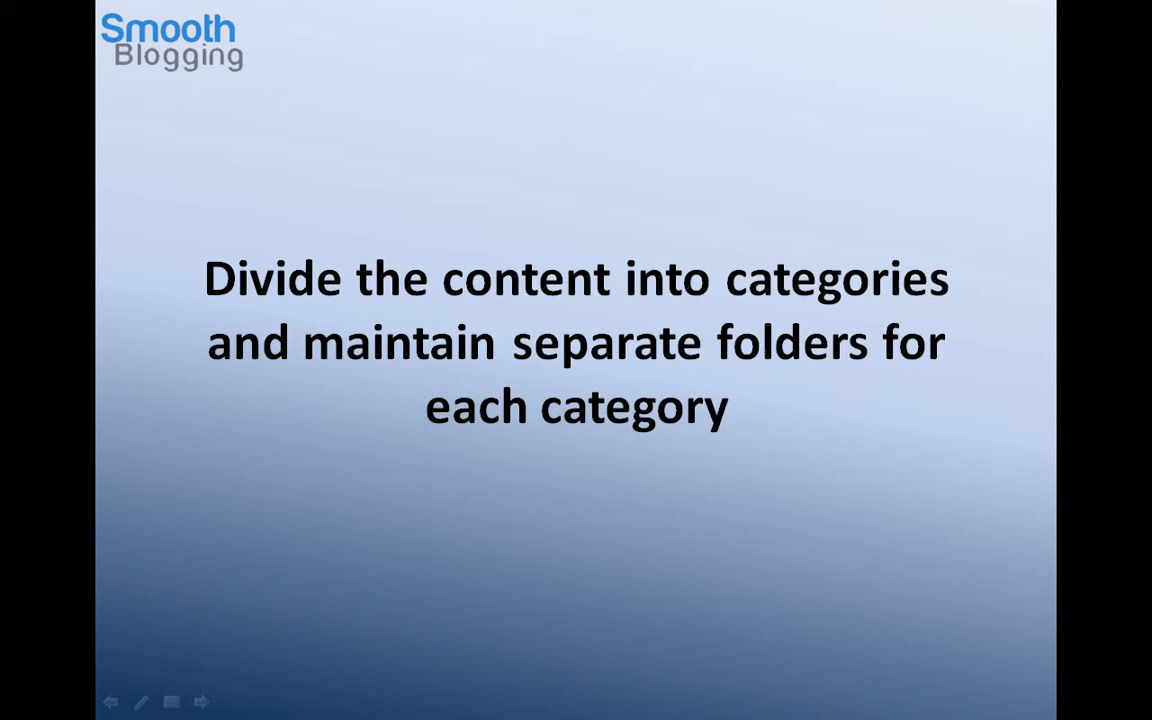 Smooth
Blogging
Divide the content into categories
and maintain separate folders for
each category